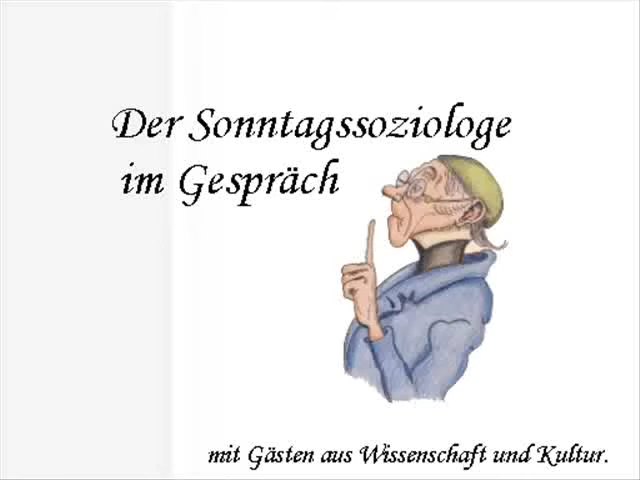 Der Sonntagssoziologe
im Gespräch
mit Gästen aus Wissenschaft und Kultur.